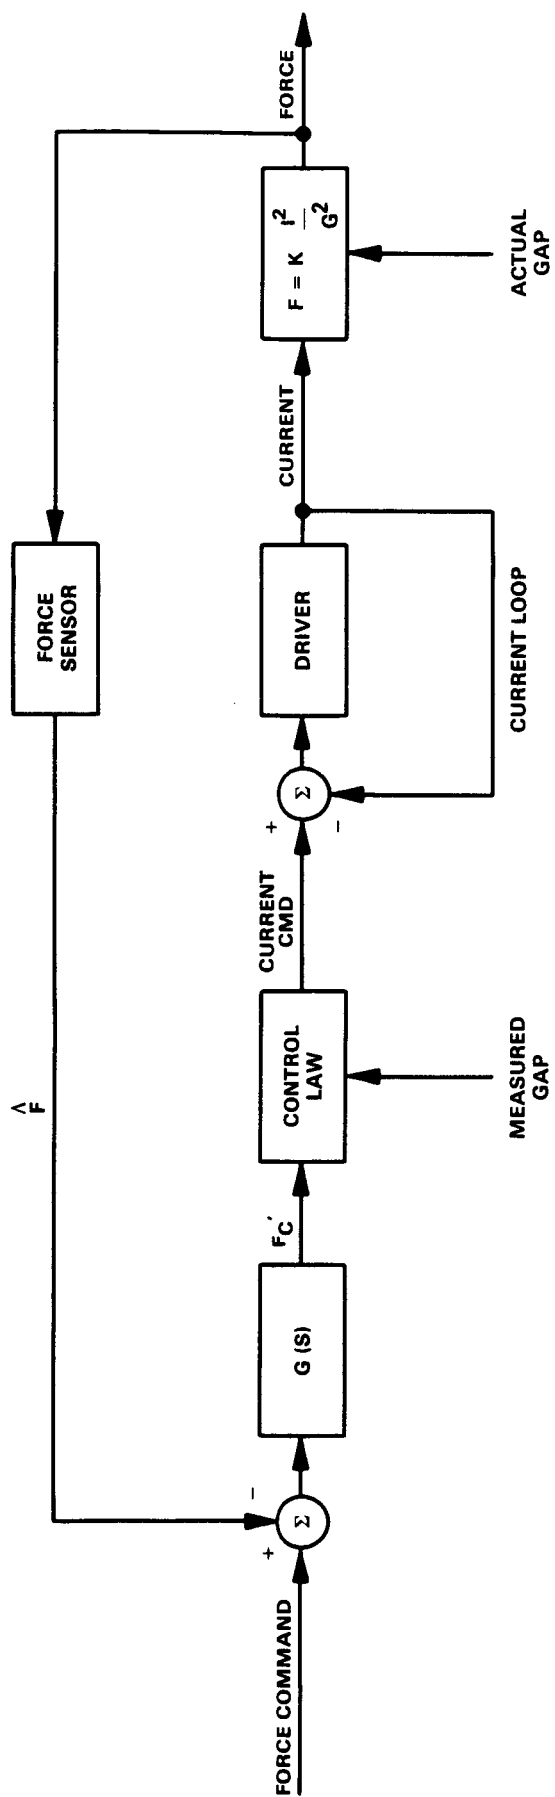 FORCE
SENSOR
^
F
FORCE COMMAND
+
−
Σ
G (S)
FC'
CONTROL
LAW
MEASURED
GAP
CURRENT
CMD
+
−
Σ
DRIVER
CURRENT LOOP
CURRENT
F = K I²
G²
ACTUAL
GAP
FORCE